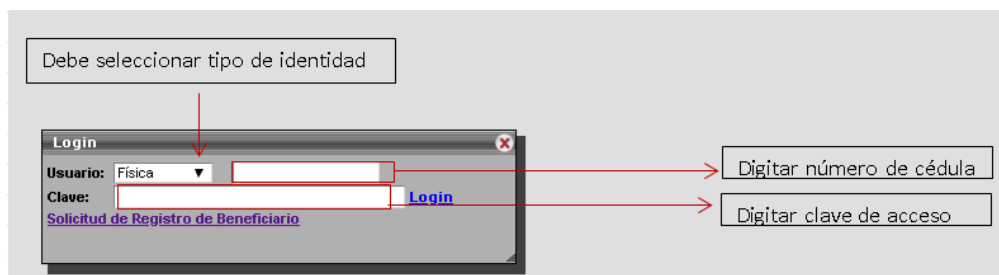 Debe seleccionar tipo de identidad
Login
Usuario: Física
Digitar número de cédula
Clave: Login
Digitar clave de acceso
Solicitud de Registro de Beneficiario